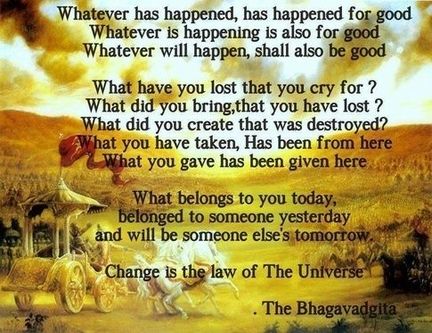 Whatever has happened, has happened for good
Whatever is happening is also for good
Whatever will happen, shall also be good
What have you lost that you cry for ?
What did you bring,that you have lost ?
What did you create that was destroyed?
What you have taken, Has been from here
What you gave has been given here
What belongs to you today,
belonged to someone yesterday
and will be someone else's tomorrow.
Change is the law of The Universe
. The Bhagavadgita